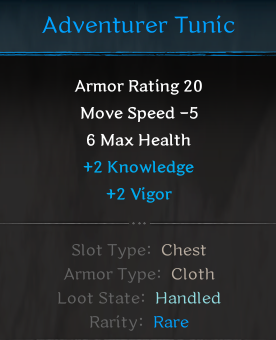 Adventurer Tunic
Armor Rating 20
Move Speed -5
6 Max Health
+2 Knowledge
+2 Vigor
Slot Type: Chest
Armor Type: Cloth
Loot State: Handled
Rarity: Rare